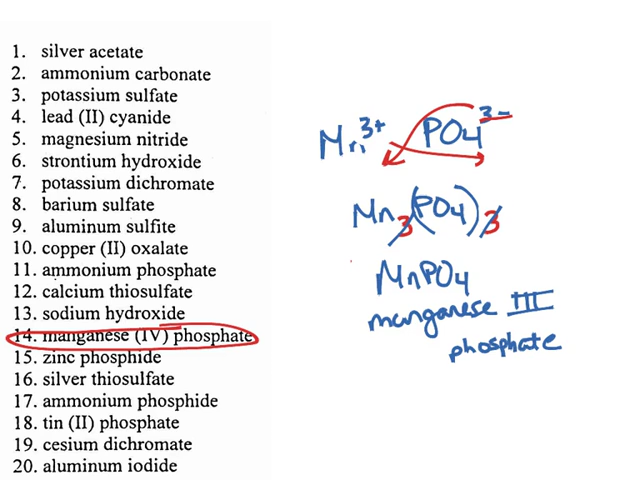 1. silver acetate
2. ammonium carbonate
3. potassium sulfate
4. lead (II) cyanide
5. magnesium nitride
6. strontium hydroxide
7. potassium dichromate
8. barium sulfate
9. aluminum sulfite
10. copper (II) oxalate
11. ammonium phosphate
12. calcium thiosulfate
13. sodium hydroxide
14. manganese (IV) phosphate
15. zinc phosphide
16. silver thiosulfate
17. ammonium phosphide
18. tin (II) phosphate
19. cesium dichromate
20. aluminum iodide
Mn3+ PO43-
Mn3(PO4)3
MnPO4
manganese III
phosphate